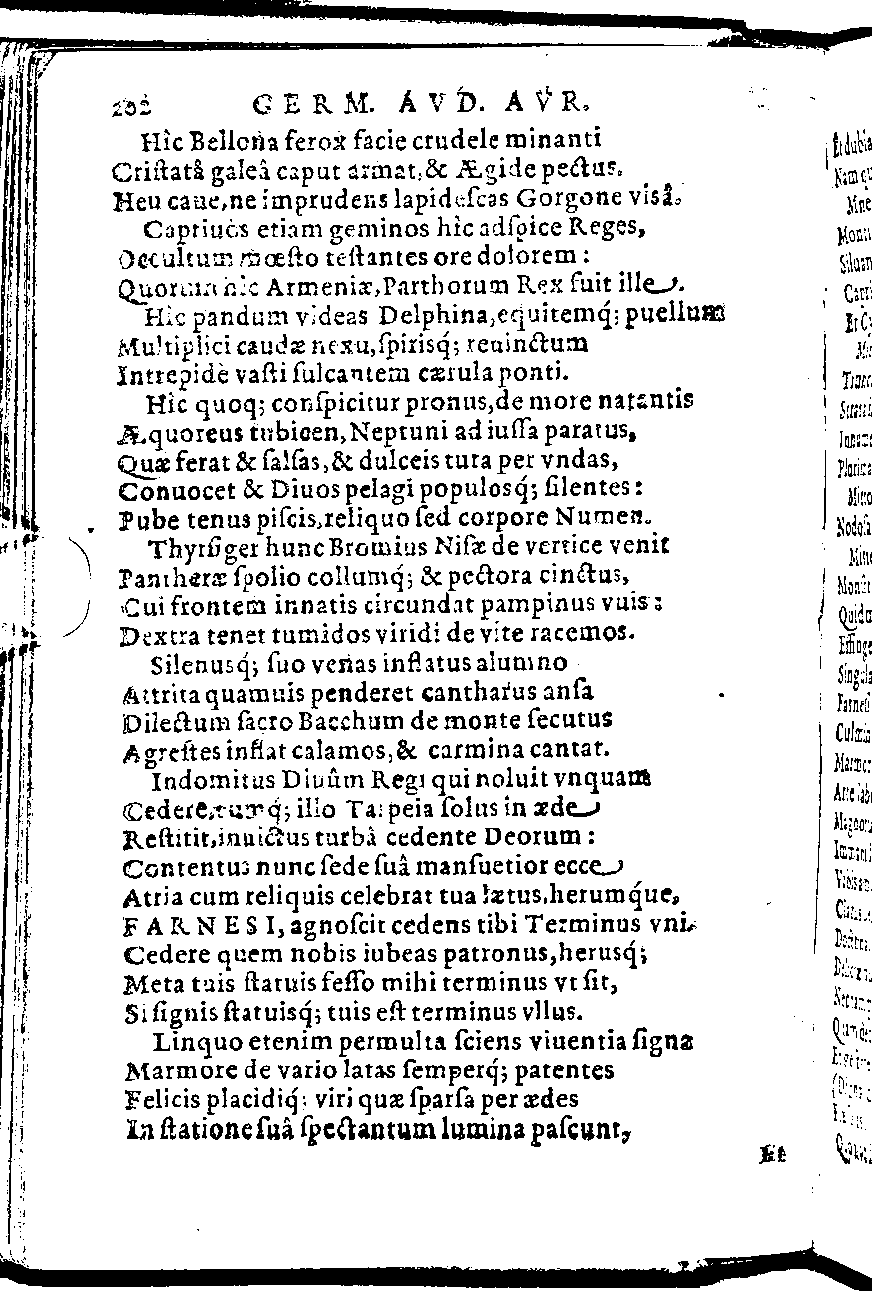 202 GERM. AVD. AVR.
Hîc Bellona ferox facie crudele minanti
Criſtatâ galeâ caput armat, & Ægide pectus.
Heu caue, ne imprudens lapideſcas Gorgone viſâ.
Captiuos etiam geminos hîc adſpice Reges,
Occultum mœſto teſtantes ore dolorem:
Quorum hic Armeniæ, Parthorum Rex fuit ille.
Hîc pandum videas Delphina, equitemq́; puellum
Multiplici caudæ nexu, ſpirisq́; reuinctum
Intrepidè vaſti ſulcantem cærula ponti.
Hîc quoq; conſpicitur pronus, de more natantis
Æquoreus tubicen, Neptuni ad iuſſa paratus,
Quæ ferat & ſalſas, & dulceis tuta per vndas,
Conuocet & Diuos pelagi populosq́; ſilentes:
Pube tenus piſcis, reliquo ſed corpore Numen.
Thyrſiger hunc Bromius Niſæ de vertice venit
Pantheræ ſpolio collumq́; & pectora cinctus,
Cui frontem innatis circundat pampinus vuis:
Dextra tenet tumidos viridi de vite racemos.
Silenusq́; ſuo venas inflatus alumno
Attrita quamuis penderet cantharus anſa
Dilectum ſacro Bacchum de monte ſecutus
Agreſtes inflat calamos, & carmina cantat.
Indomitus Diuûm Regi qui noluit vnquam
Cedere, tumq́; illo Tarpeia ſolus in æde
Reſtitit, inuictus turbâ cedente Deorum:
Contentus nunc ſede ſuâ manſuetior ecce
Atria cum reliquis celebrat tua lætus, herumq́ue,
FARNESI, agnoſcit cedens tibi Terminus vni.
Cedere quem nobis iubeas patronus, herusq́;
Meta tuis ſtatuis feſſo mihi terminus vt ſit,
Si ſignis ſtatuisq́; tuis eſt terminus vllus.
Linquo etenim permulta ſciens viuentia ſigna
Marmore de vario latas ſemperq́; patentes
Felicis placidiq́; viri quæ ſparſa per ædes
In ſtatione ſuâ ſpectantum lumina paſcunt,
Et